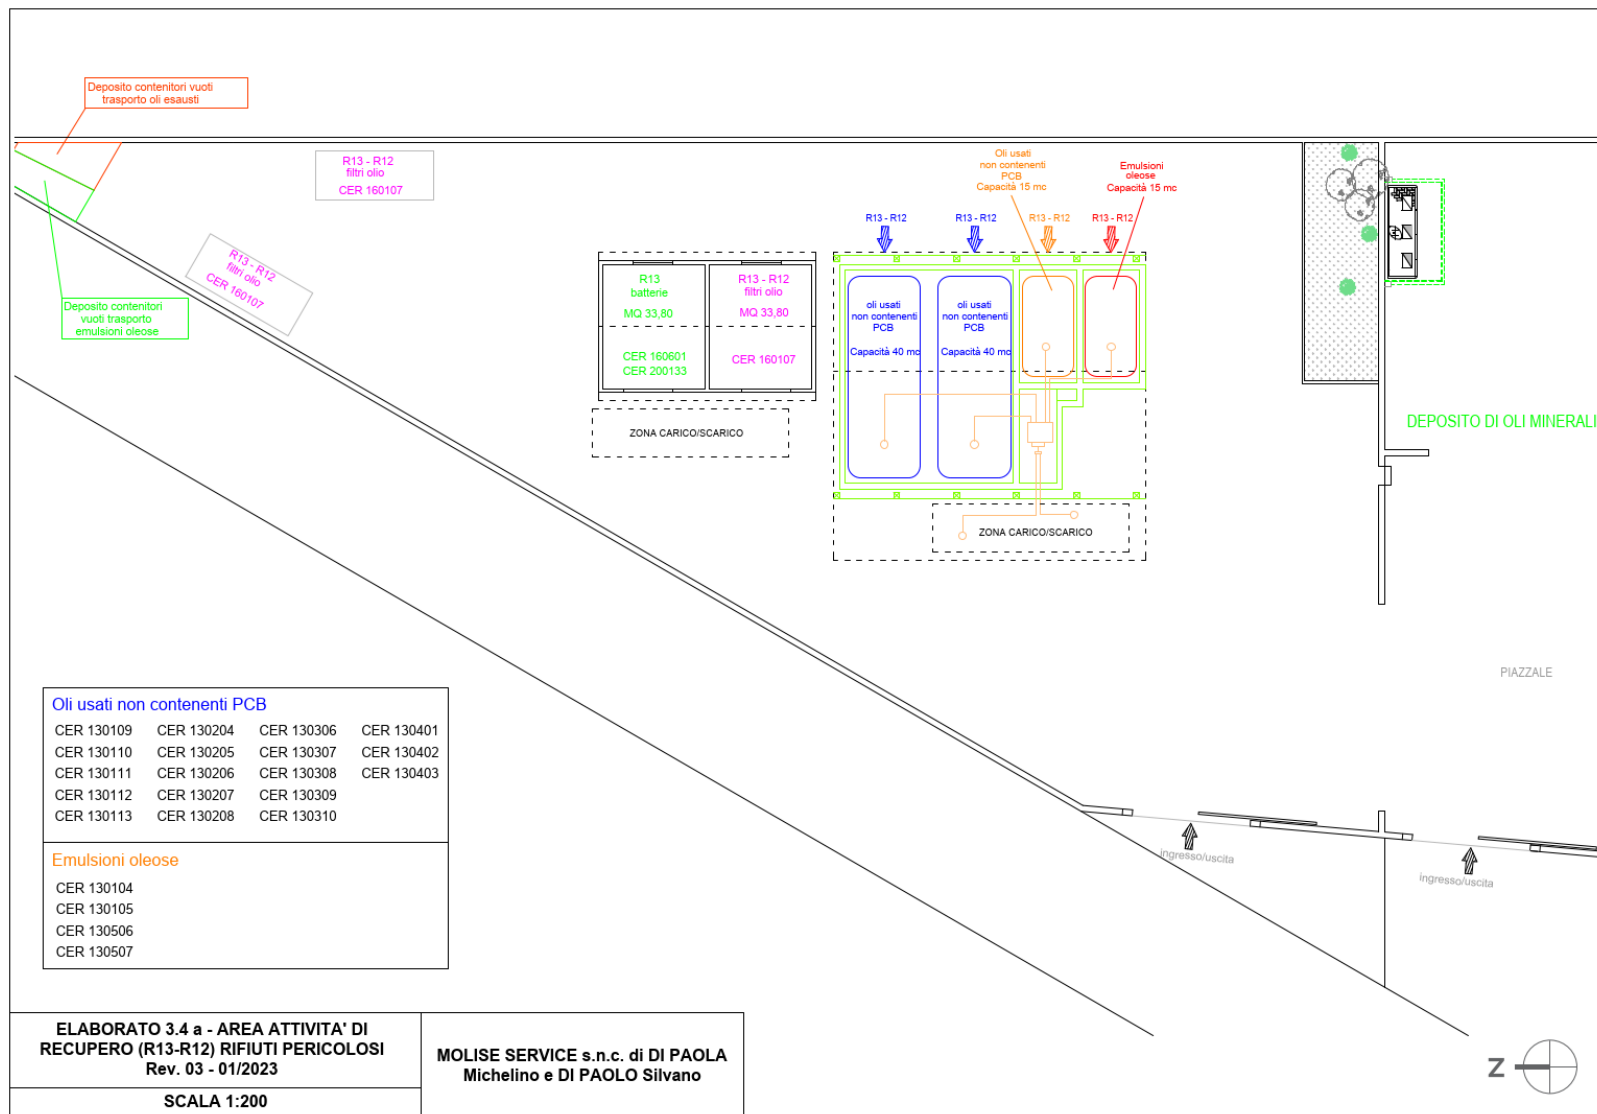 Deposito contenitori vuoti
trasporto oli esausti
R13 - R12
filtri olio
CER 160107
R13 - R12
filtri olio
CER 160107
Deposito contenitori
vuoti trasporto
emulsioni oleose
R13
batterie
MQ 33,80
CER 160601
CER 200133
R13 - R12
filtri olio
MQ 33,80
CER 160107
ZONA CARICO/SCARICO
Oli usati
non contenenti
PCB
Capacità 15 mc
Emulsioni
oleose
Capacità 15 mc
R13 - R12
R13 - R12
R13 - R12
R13 - R12
oli usati
non contenenti
PCB
Capacità 40 mc
oli usati
non contenenti
PCB
Capacità 40 mc
ZONA CARICO/SCARICO
DEPOSITO DI OLI MINERALI
PIAZZALE
ingresso/uscita
ingresso/uscita
Oli usati non contenenti PCB
CER 130109 CER 130204 CER 130306 CER 130401
CER 130110 CER 130205 CER 130307 CER 130402
CER 130111 CER 130206 CER 130308 CER 130403
CER 130112 CER 130207 CER 130309
CER 130113 CER 130208 CER 130310
Emulsioni oleose
CER 130104
CER 130105
CER 130506
CER 130507
ELABORATO 3.4 a - AREA ATTIVITA' DI
RECUPERO (R13-R12) RIFIUTI PERICOLOSI
Rev. 03 - 01/2023
SCALA 1:200
MOLISE SERVICE s.n.c. di DI PAOLA
Michelino e DI PAOLO Silvano
Z